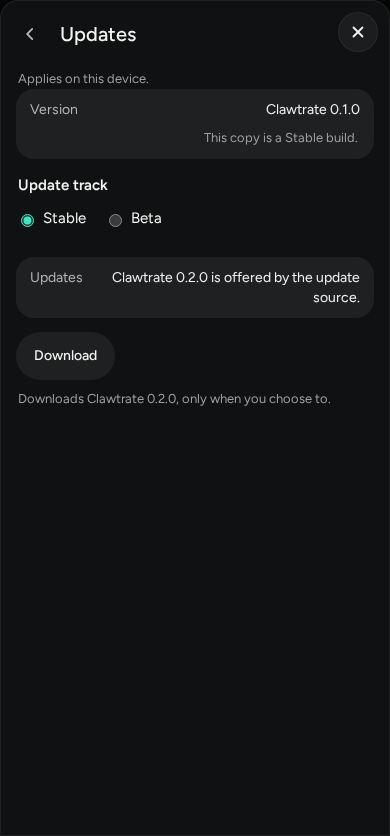 Updates
Applies on this device.
Version Clawtrate 0.1.0
This copy is a Stable build.
Update track
Stable Beta
Updates Clawtrate 0.2.0 is offered by the update
source.
Download
Downloads Clawtrate 0.2.0, only when you choose to.